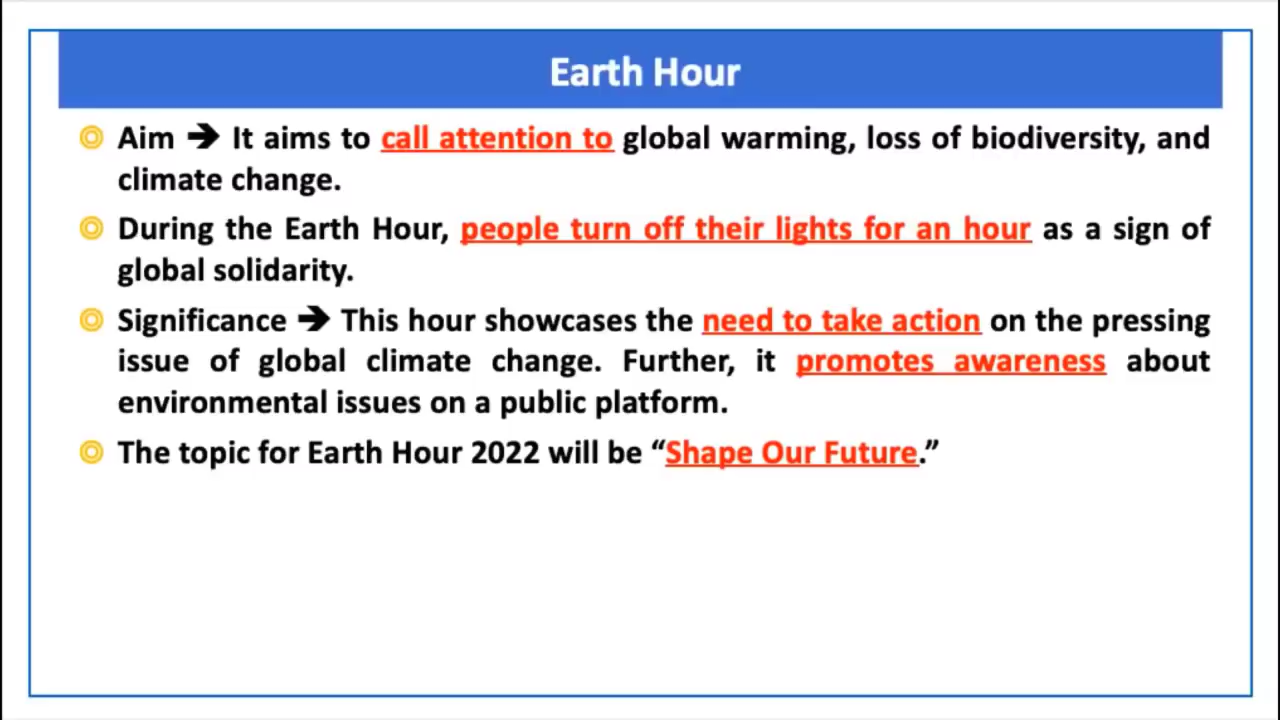 Earth Hour
Aim ➔ It aims to call attention to global warming, loss of biodiversity, and
climate change.
During the Earth Hour, people turn off their lights for an hour as a sign of
global solidarity.
Significance ➔ This hour showcases the need to take action on the pressing
issue of global climate change. Further, it promotes awareness about
environmental issues on a public platform.
The topic for Earth Hour 2022 will be “Shape Our Future.”